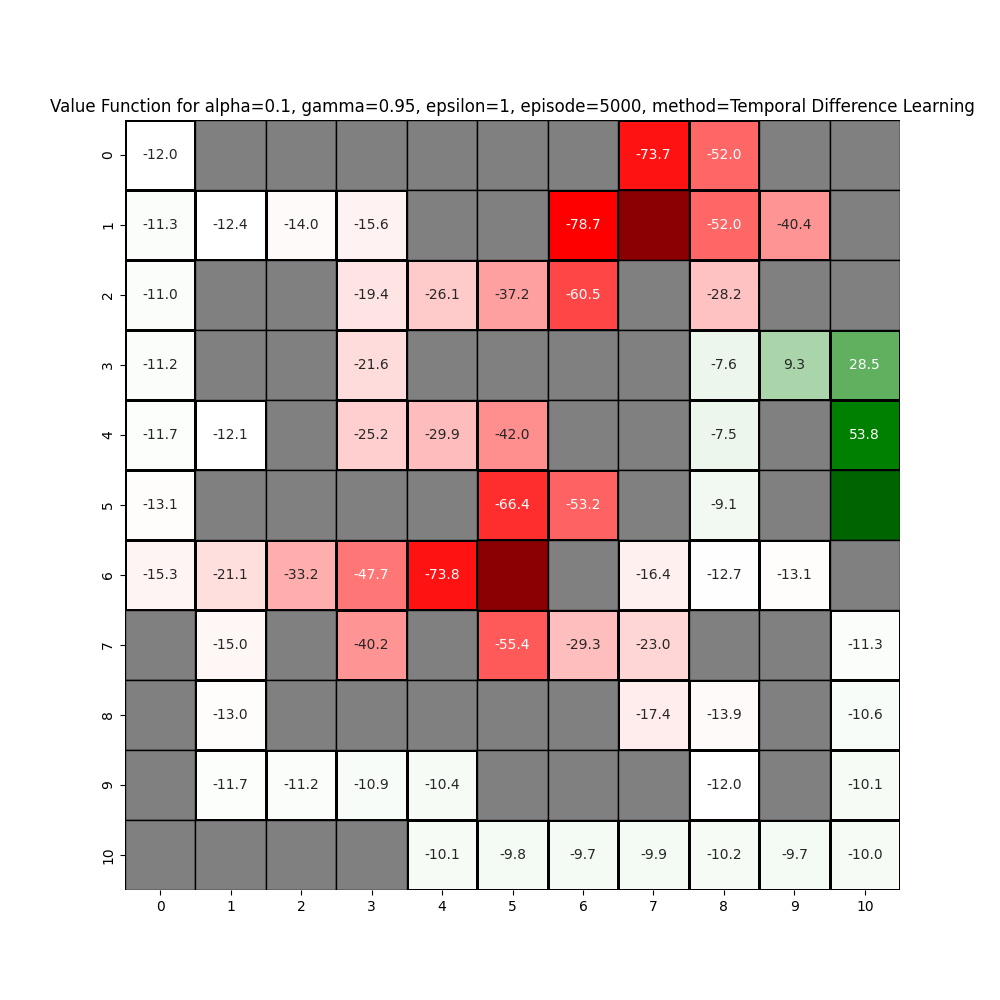 Value Function for alpha=0.1, gamma=0.95, epsilon=1, episode=5000, method=Temporal Difference Learning
0 -12.0 -73.7 -52.0
1 -11.3 -12.4 -14.0 -15.6 -78.7 -52.0 -40.4
2 -11.0 -19.4 -26.1 -37.2 -60.5 -28.2
3 -11.2 -21.6 -7.6 9.3 28.5
4 -11.7 -12.1 -25.2 -29.9 -42.0 -7.5 53.8
5 -13.1 -66.4 -53.2 -9.1
6 -15.3 -21.1 -33.2 -47.7 -73.8 -16.4 -12.7 -13.1
7 -15.0 -40.2 -55.4 -29.3 -23.0 -11.3
8 -13.0 -17.4 -13.9 -10.6
9 -11.7 -11.2 -10.9 -10.4 -12.0 -10.1
10 -10.1 -9.8 -9.7 -9.9 -10.2 -9.7 -10.0
0 1 2 3 4 5 6 7 8 9 10